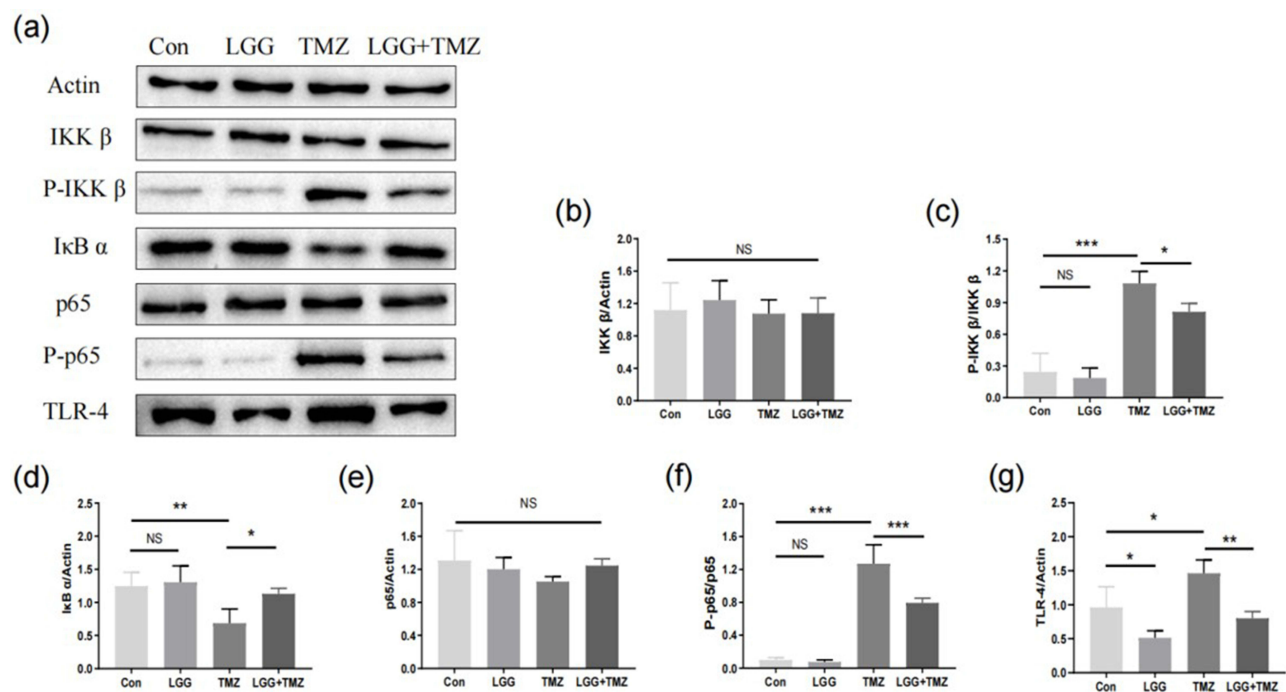 (a)
Con LGG TMZ LGG+TMZ
Actin
IKK β
P-IKK β
IκB α
p65
P-p65
TLR-4
(b)
IKK β/Actin
2.0
1.6
1.2
0.8
0.4
0.0
NS
Con LGG TMZ LGG+TMZ
(c)
P-IKK β/IKK β
1.5
1.2
0.9
0.6
0.3
0.0
***
*
NS
Con LGG TMZ LGG+TMZ
(d)
IκB α/Actin
2.5
2.0
1.5
1.0
0.5
0.0
**
NS
*
Con LGG TMZ LGG+TMZ
(e)
p65/Actin
2.0
1.6
1.2
0.8
0.4
0.0
NS
Con LGG TMZ LGG+TMZ
(f)
P-p65/p65
2.0
1.6
1.2
0.8
0.4
0.0
***
***
NS
Con LGG TMZ LGG+TMZ
(g)
TLR-4/Actin
2.5
2.0
1.5
1.0
0.5
0.0
*
**
*
Con LGG TMZ LGG+TMZ